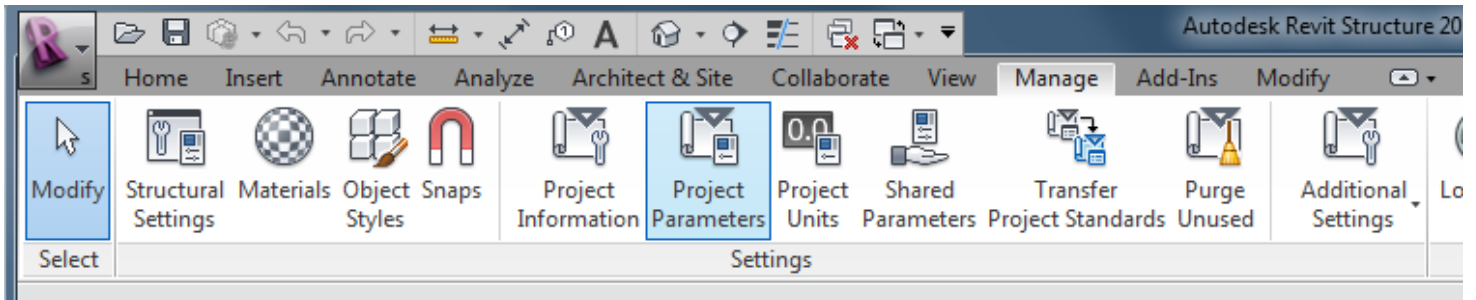 Autodesk Revit Structure 20
S
Home Insert Annotate Analyze Architect & Site Collaborate View Manage Add-Ins Modify
Modify Structural Settings Materials Object Styles Snaps Project Information Project Parameters Project Units Shared Parameters Transfer Project Standards Purge Unused Additional Settings Lo
Select Settings